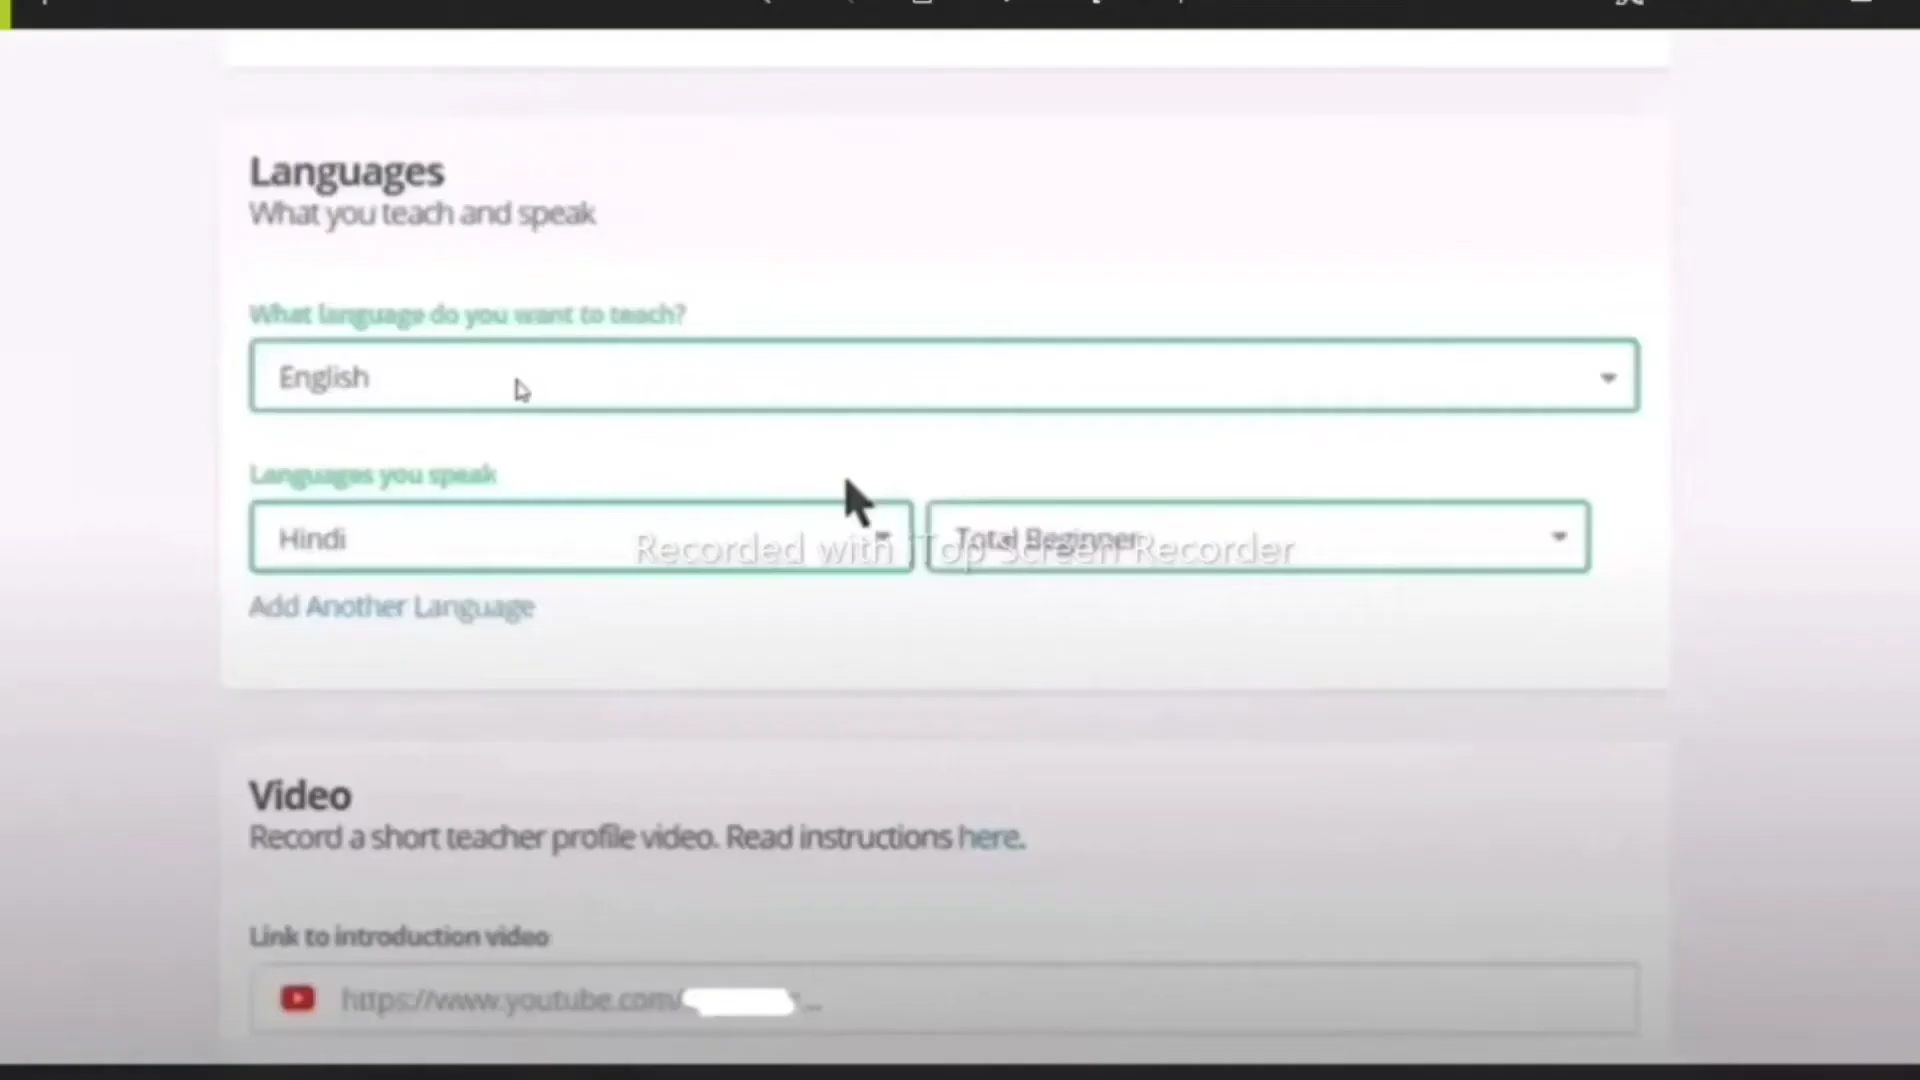 Languages
What you teach and speak
What language do you want to teach?
English
Languages you speak
Hindi
Total Beginner
Recorded with iTop Screen Recorder
Add Another Language
Video
Record a short teacher profile video. Read instructions here.
Link to introduction video
https://www.youtube.com/ ...